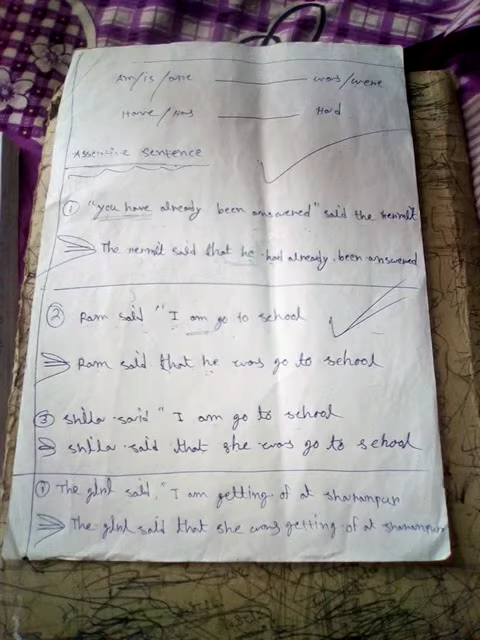 Am/is/are ——— was/were
Have/Has ——— Had
Assertive Sentence
① "you have already been answered" said the Hermit
The Hermit said that he had already been answered
② Ram said "I am go to school
Ram said that he was go to school
③ Shila said "I am go to school
Shila said that she was go to school
① The girl said, "I am getting of at sharanpur
The girl said that she was getting of at sharanpur